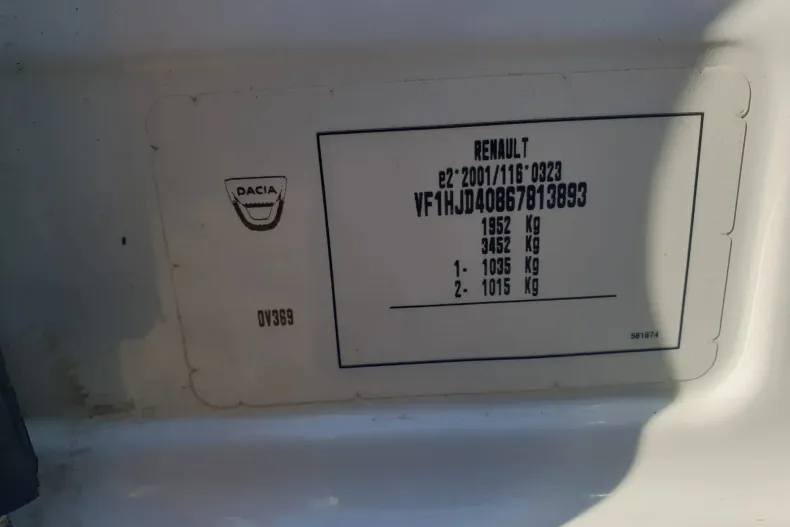 RENAULT
e2*2001/116*0323
VF1HJD40867813893
1952 Kg
3452 Kg
1- 1035 Kg
2- 1015 Kg
DACIA
0V369
581874